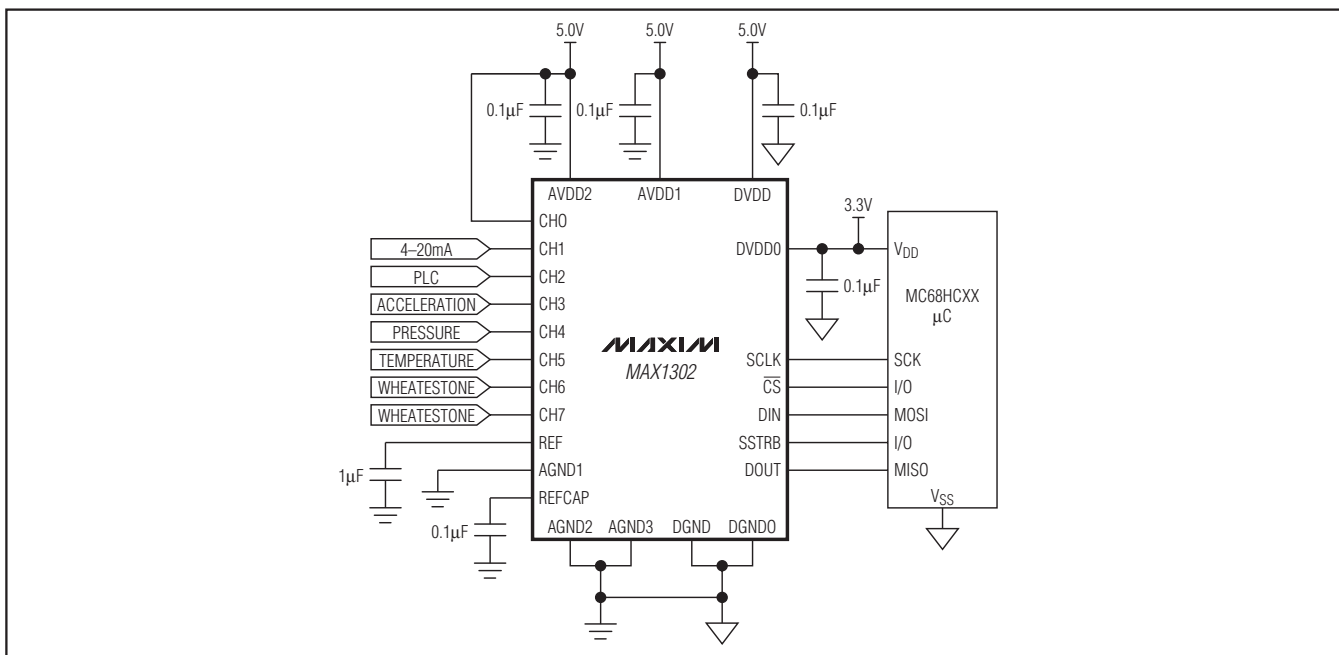 5.0V 5.0V 5.0V
0.1μF 0.1μF 0.1μF
AVDD2 AVDD1 DVDD
3.3V
CH0
4–20mA CH1 DVDDO VDD
PLC CH2
0.1μF
ACCELERATION CH3
MC68HCXX
μC
PRESSURE CH4
MAXIM
TEMPERATURE CH5 SCLK SCK
MAX1302
WHEATESTONE CH6 CS I/O
WHEATESTONE CH7 DIN MOSI
REF SSTRB I/O
1μF AGND1 DOUT MISO
REFCAP
VSS
0.1μF
AGND2 AGND3 DGND DGNDO